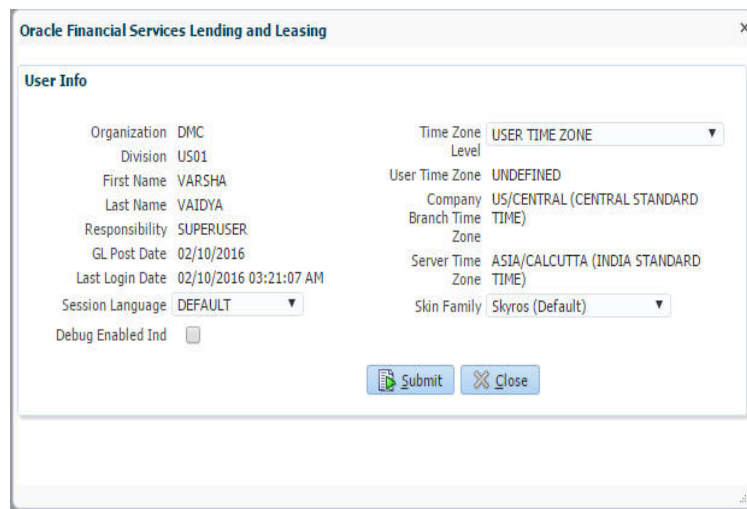 Oracle Financial Services Lending and Leasing
User Info
Organization DMC
Division US01
First Name VARSHA
Last Name VAIDYA
Responsibility SUPERUSER
GL Post Date 02/10/2016
Last Login Date 02/10/2016 03:21:07 AM
Session Language DEFAULT
Debug Enabled Ind
Time Zone Level USER TIME ZONE
User Time Zone UNDEFINED
Company Branch Time Zone US/CENTRAL (CENTRAL STANDARD TIME)
Server Time Zone ASIA/CALCUTTA (INDIA STANDARD TIME)
Skin Family Skyros (Default)
Submit
Close